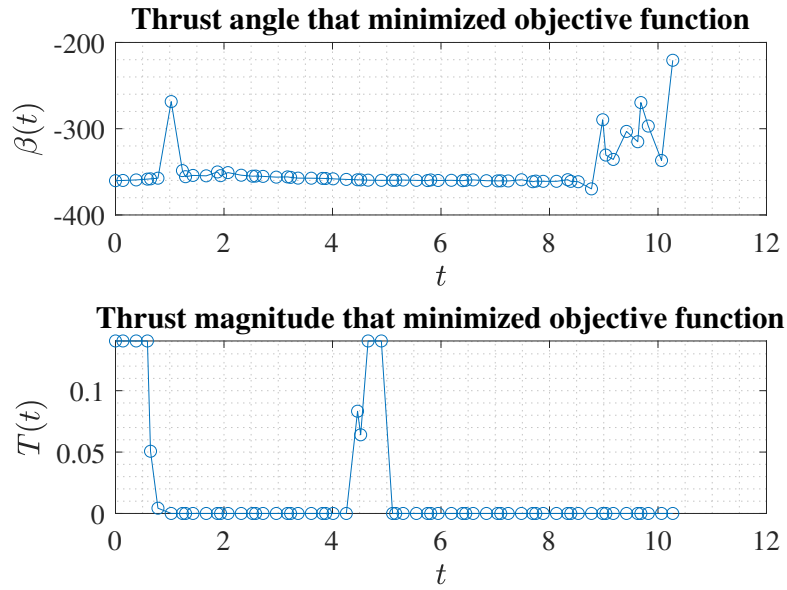 Thrust angle that minimized objective function
-200
-300
-400
β(t)
0 2 4 6 8 10 12
t
Thrust magnitude that minimized objective function
0.1
0.05
0
T(t)
0 2 4 6 8 10 12
t